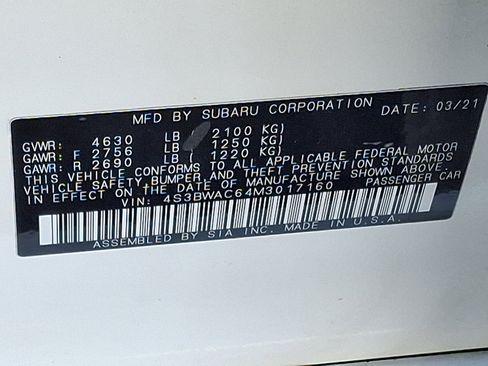 MFD BY SUBARU CORPORATION DATE: 03/21
GVWR: 4630 LB ( 2100 KG)
GAWR: F 2756 LB ( 1250 KG)
GAWR: R 2690 LB ( 1220 KG)
THIS VEHICLE CONFORMS TO ALL APPLICABLE FEDERAL MOTOR
VEHICLE SAFETY,BUMPER,AND THEFT PREVENTION STANDARDS
IN EFFECT ON THE DATE OF MANUFACTURE SHOWN ABOVE.
VIN: 4S3BWAC64M3017160 PASSENGER CAR
ASSEMBLED BY SIA INC. MADE IN U.S.A.